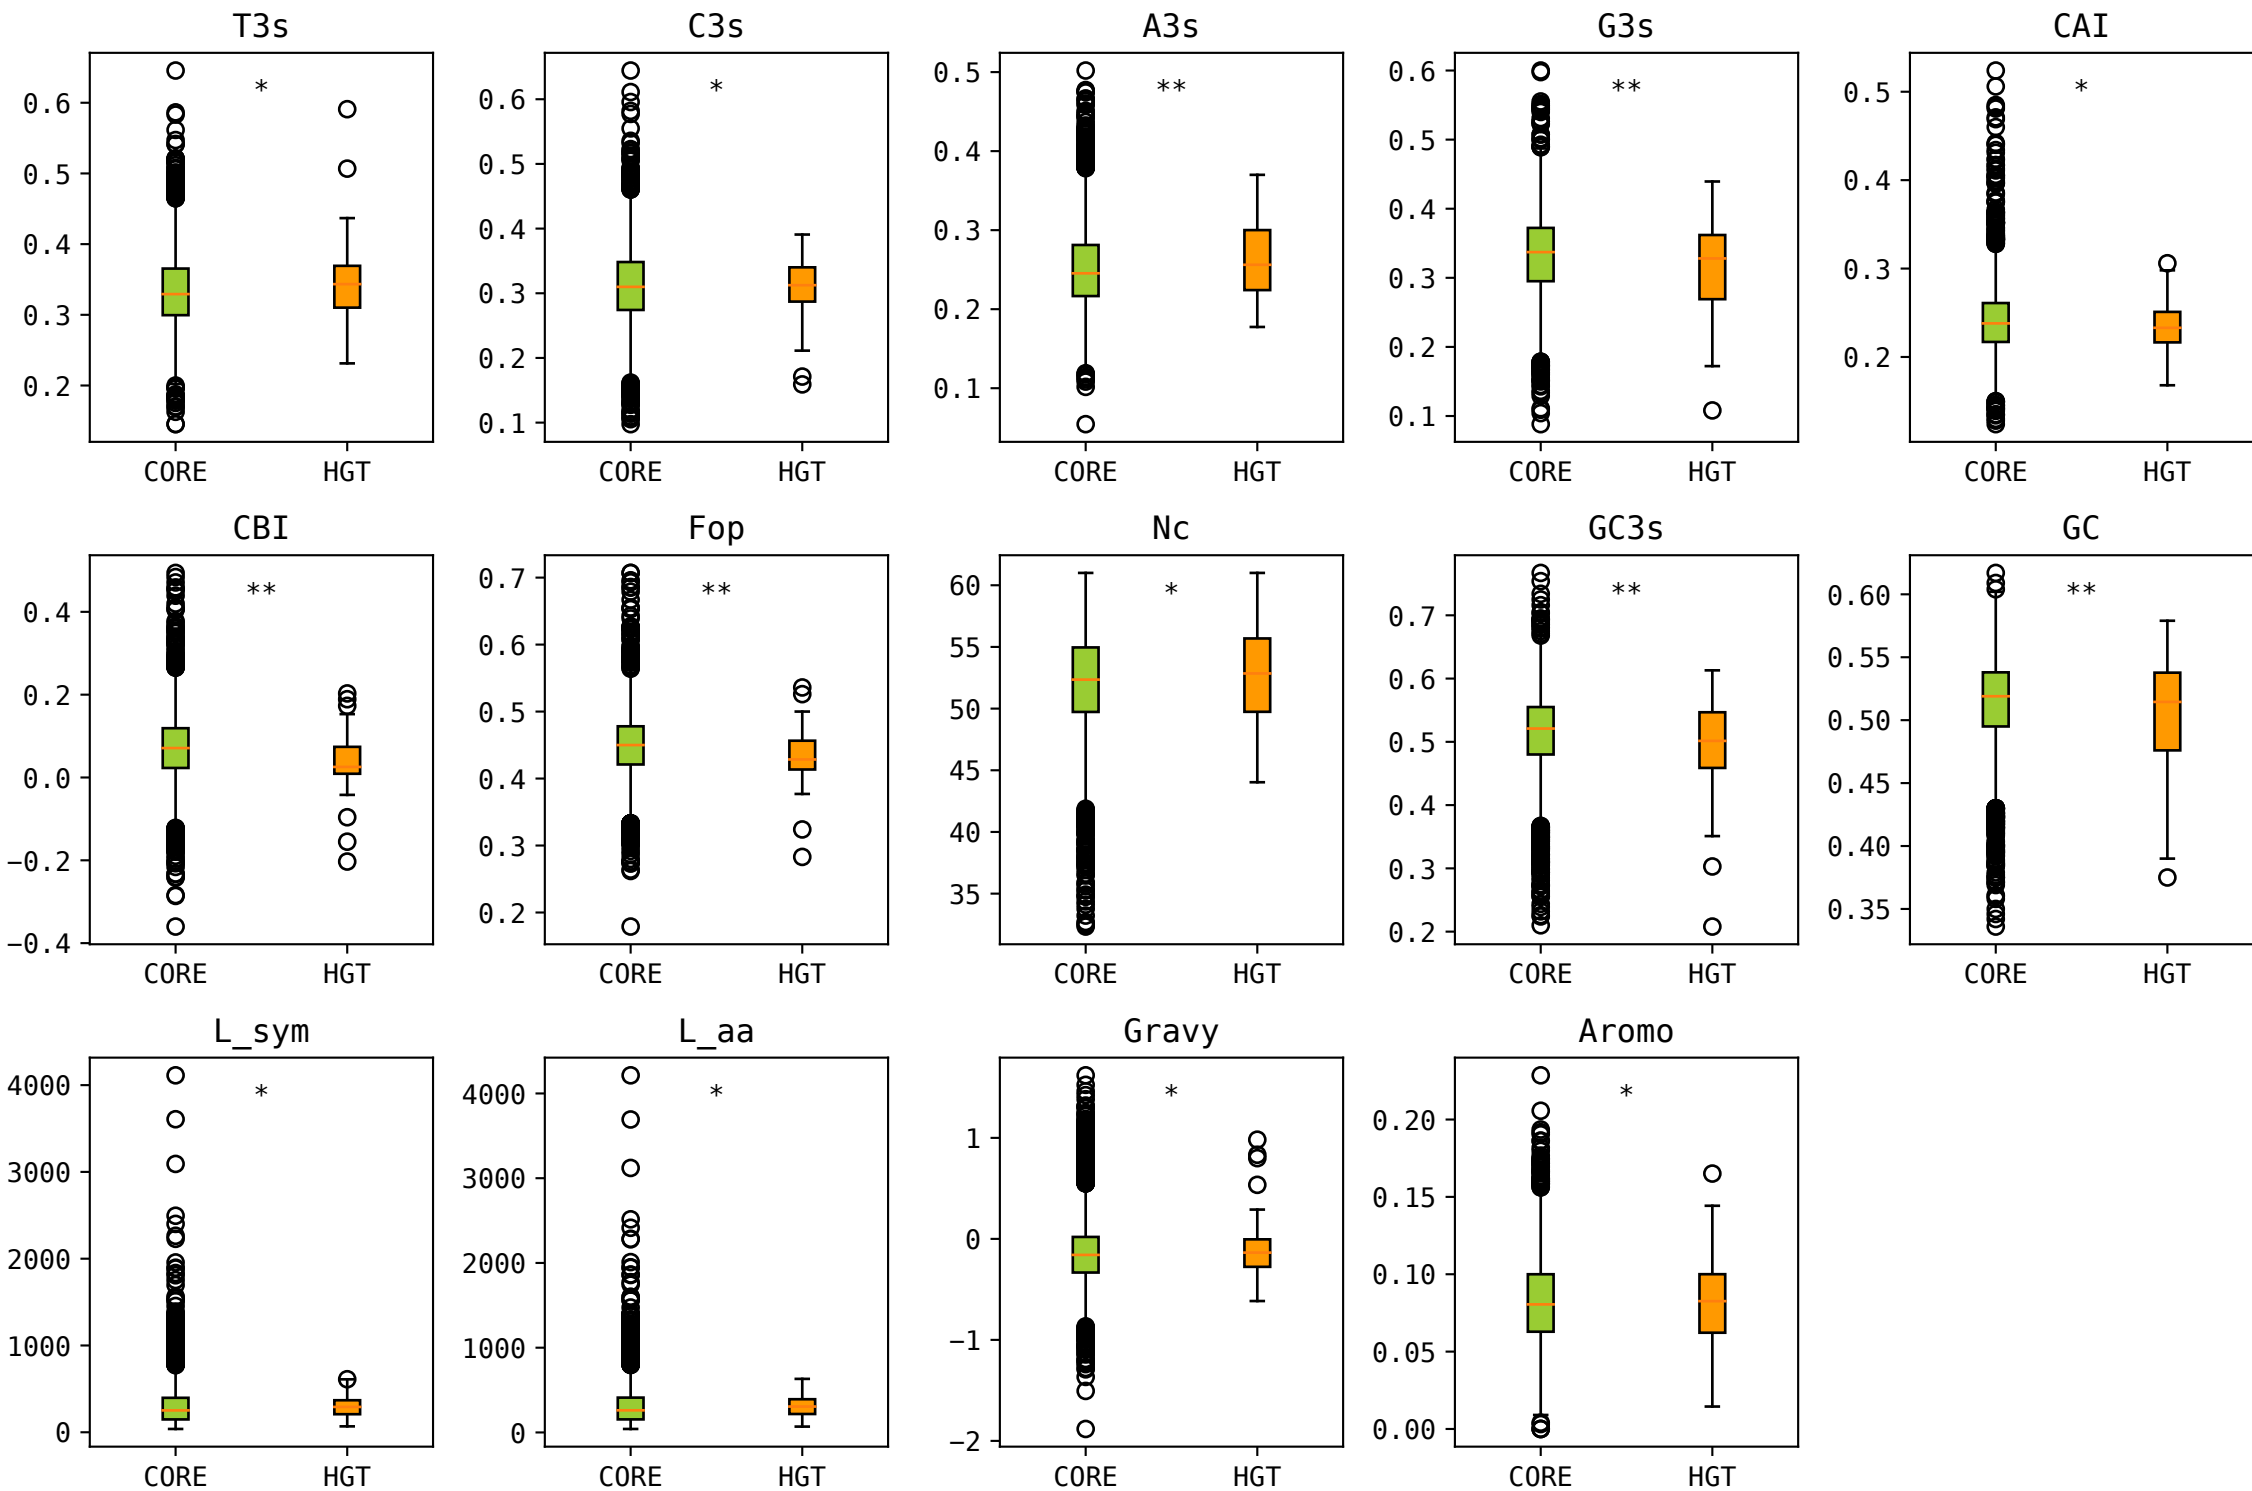 T3s C3s A3s G3s CAI
* * ** ** *
0.6 0.5 0.4 0.3 0.2
0.6 0.5 0.4 0.3 0.2 0.1
0.5 0.4 0.3 0.2 0.1
0.6 0.5 0.4 0.3 0.2 0.1
0.5 0.4 0.3 0.2
CORE HGT CORE HGT CORE HGT CORE HGT CORE HGT
CBI Fop Nc GC3s GC
** ** * ** **
0.4 0.2 0.0 −0.2 −0.4
0.7 0.6 0.5 0.4 0.3 0.2
60 55 50 45 40 35
0.7 0.6 0.5 0.4 0.3 0.2
0.60 0.55 0.50 0.45 0.40 0.35
CORE HGT CORE HGT CORE HGT CORE HGT CORE HGT
L_sym L_aa Gravy Aromo
* * * *
4000 3000 2000 1000 0
4000 3000 2000 1000 0
1 0 −1 −2
0.20 0.15 0.10 0.05 0.00
CORE HGT CORE HGT CORE HGT CORE HGT